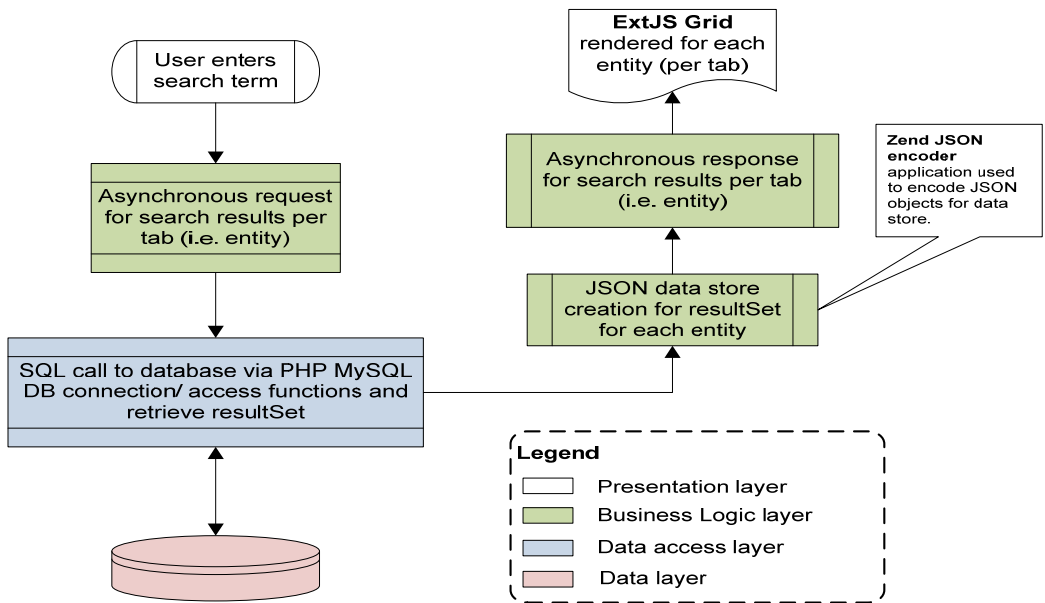 User enters
search term
Asynchronous request
for search results per
tab (i.e. entity)
SQL call to database via PHP MySQL
DB connection/ access functions and
retrieve resultSet
ExtJS Grid
rendered for each
entity (per tab)
Asynchronous response
for search results per tab
(i.e. entity)
JSON data store
creation for resultSet
for each entity
Zend JSON
encoder
application used
to encode JSON
objects for data
store.
Legend
Presentation layer
Business Logic layer
Data access layer
Data layer